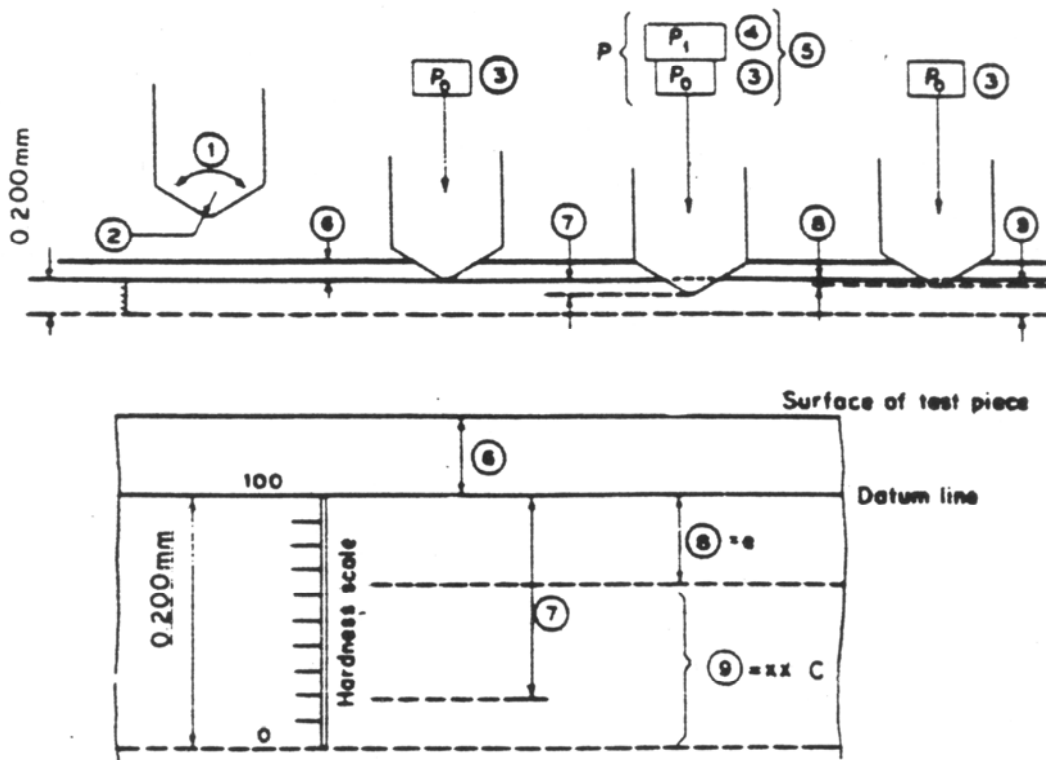 P { P₁ ④ } ⑤
P₀ ③
P₀ ③
P₀ ③
①
0 200mm
②
⑥
⑦
⑧
⑨
Surface of test piece
⑥
100
Datum line
0.200mm
Hardness scale
⑧ = e
⑦
⑨ = xx C
0